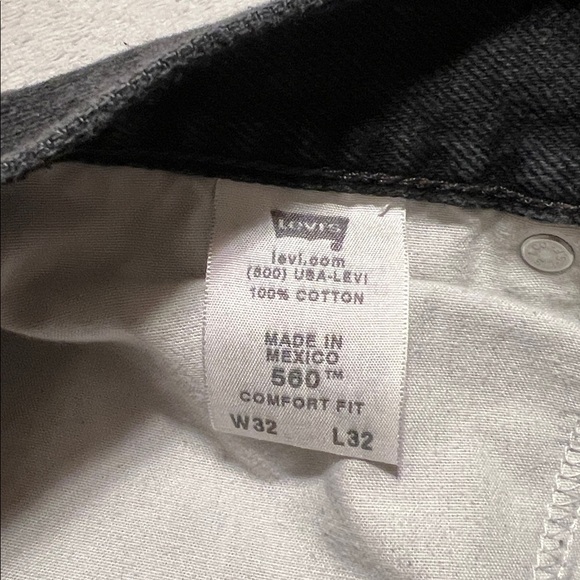 LEVI'S
levi.com
(800) USA-LEVI
100% COTTON
MADE IN
MEXICO
560™
COMFORT FIT
W32 L32